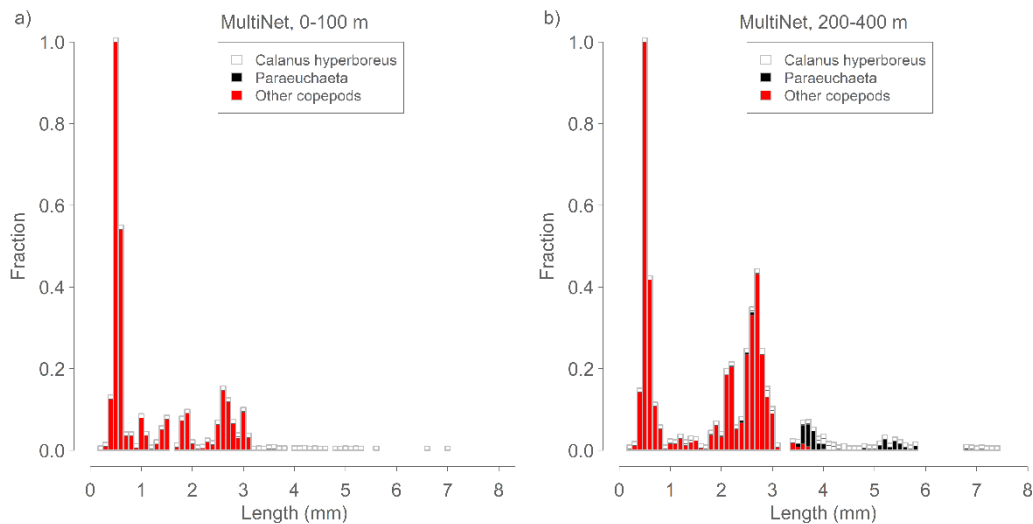 a)
MultiNet, 0-100 m
Calanus hyperboreus
Paraeuchaeta
Other copepods
1.0
0.8
0.6
0.4
0.2
0.0
Fraction
0 1 2 3 4 5 6 7 8
Length (mm)
b)
MultiNet, 200-400 m
Calanus hyperboreus
Paraeuchaeta
Other copepods
1.0
0.8
0.6
0.4
0.2
0.0
Fraction
0 1 2 3 4 5 6 7 8
Length (mm)